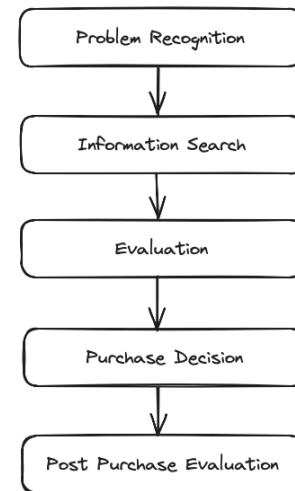 Problem Recognition
Information Search
Evaluation
Purchase Decision
Post Purchase Evaluation